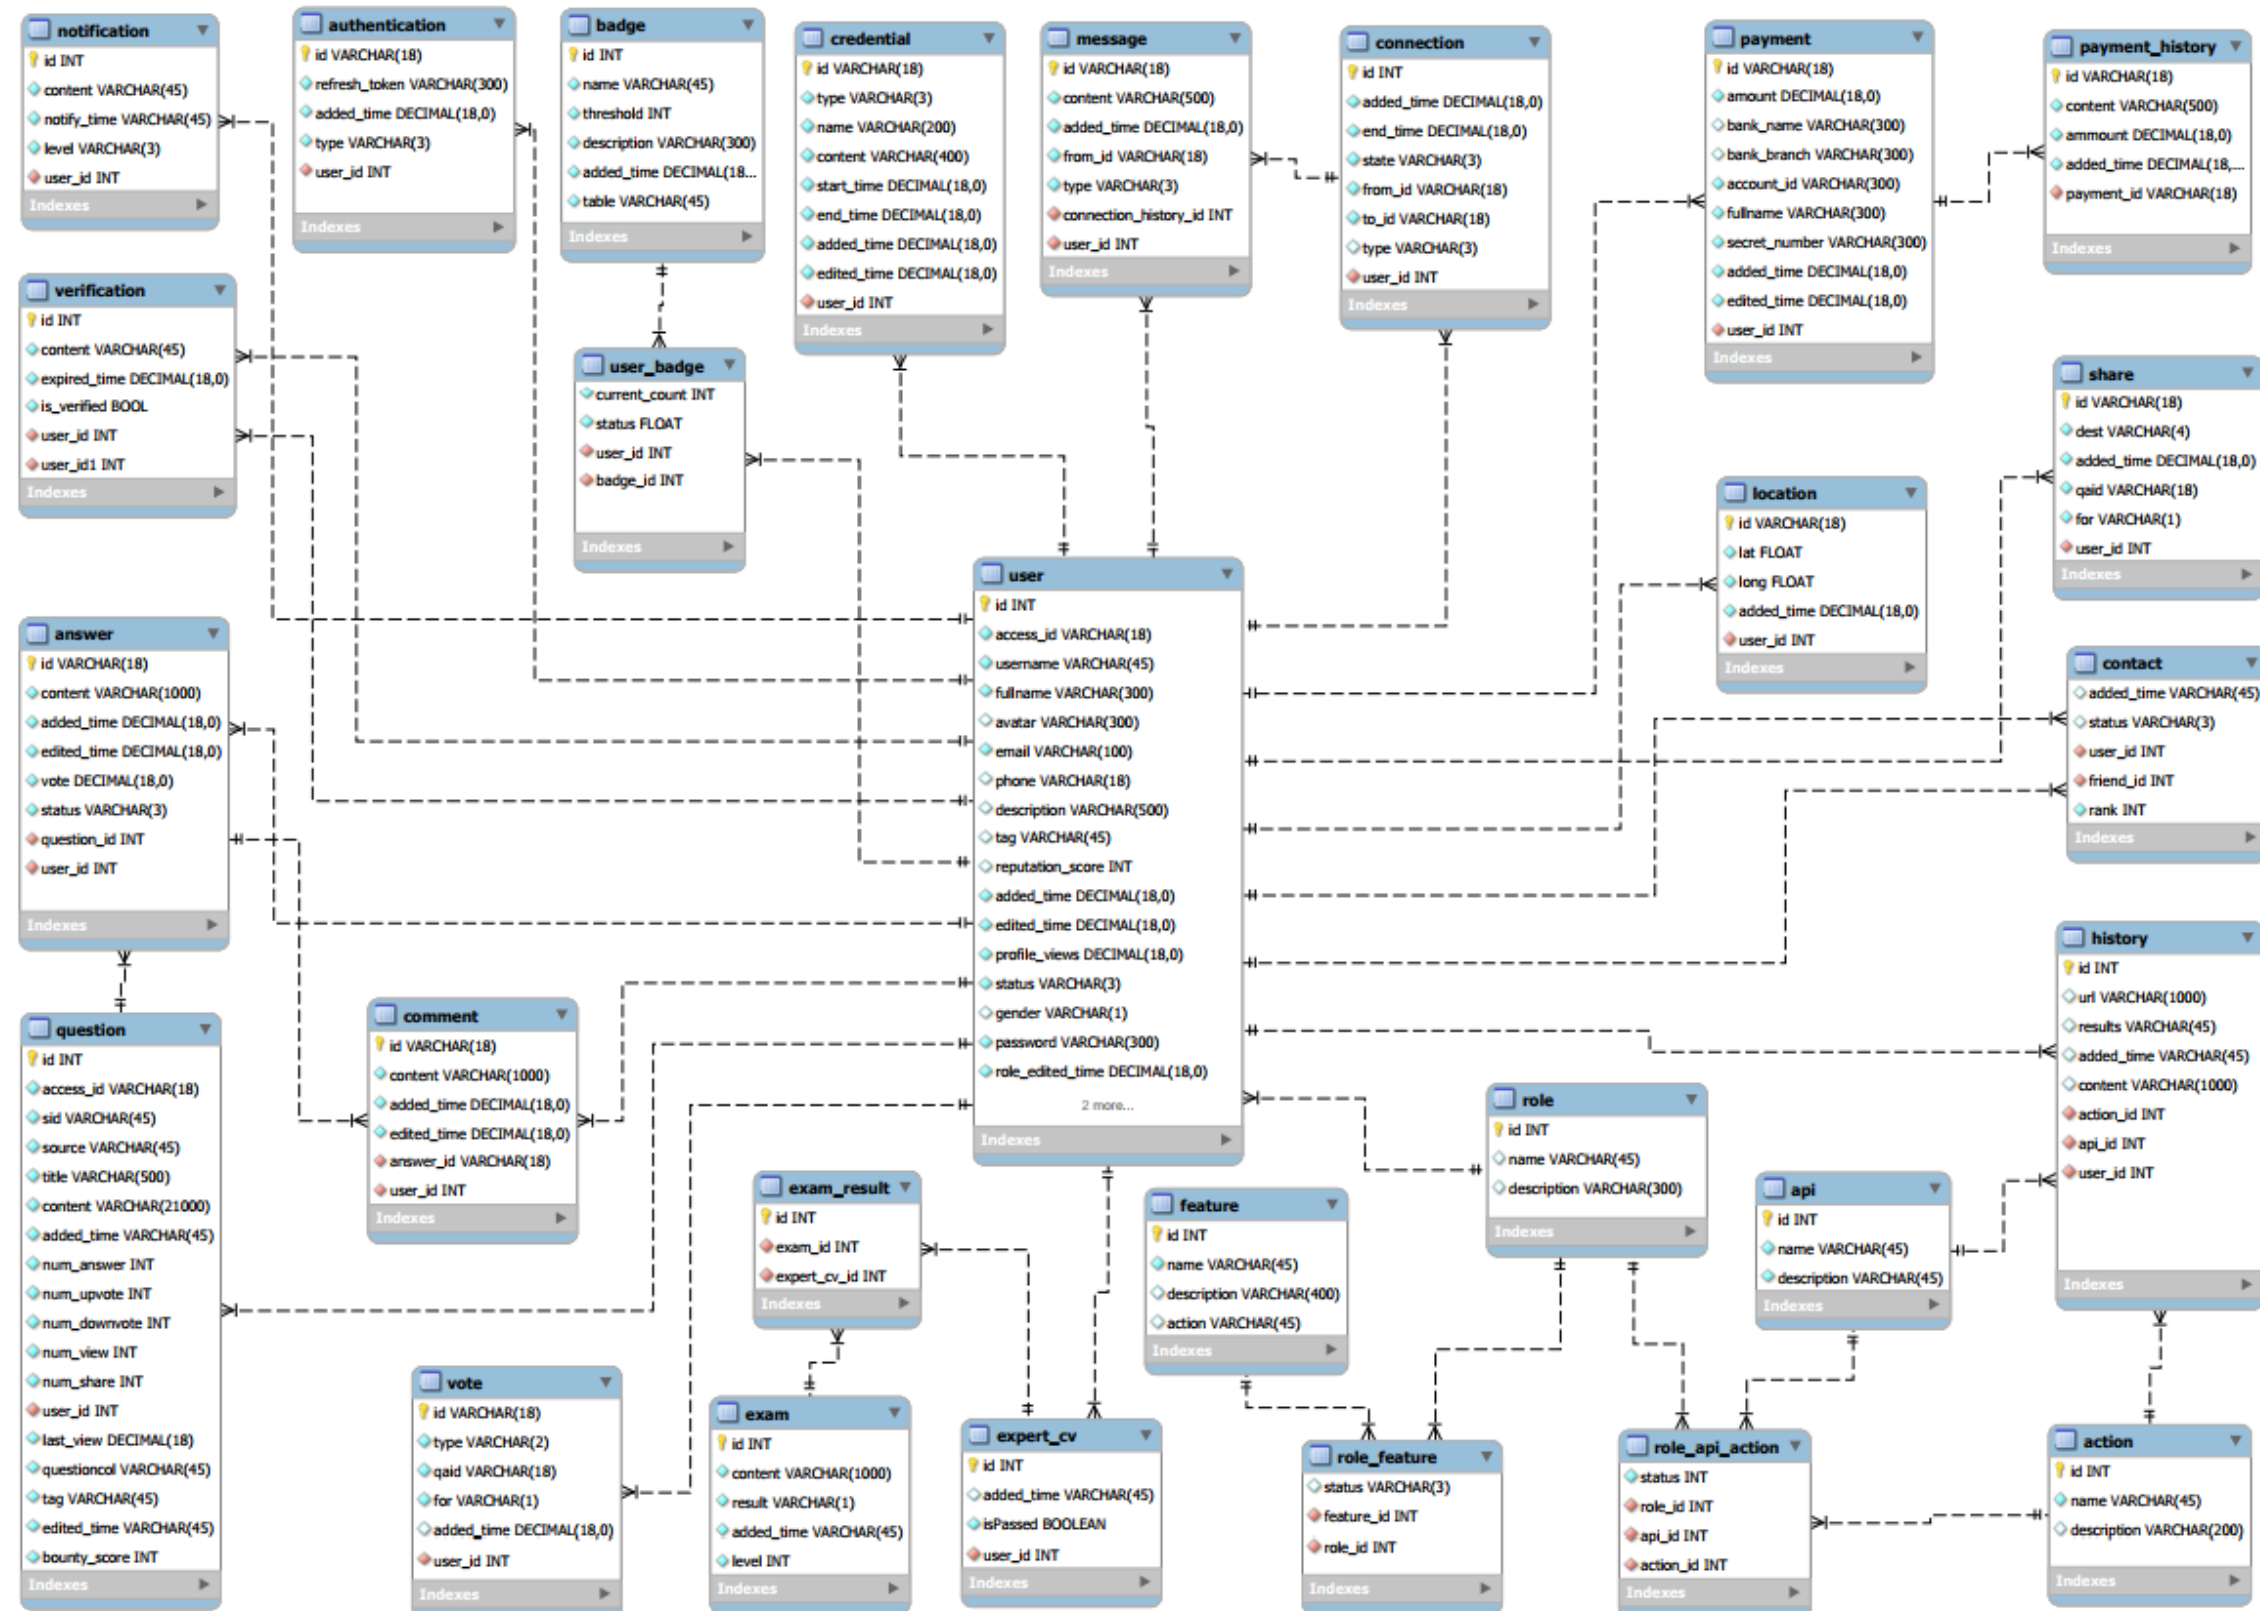 notification
id INT
content VARCHAR(45)
notify_time VARCHAR(45)
level VARCHAR(3)
user_id INT
Indexes
authentication
id VARCHAR(18)
refresh_token VARCHAR(300)
added_time DECIMAL(18,0)
type VARCHAR(3)
user_id INT
Indexes
badge
id INT
name VARCHAR(45)
threshold INT
description VARCHAR(300)
added_time DECIMAL(18...
table VARCHAR(45)
Indexes
credential
id VARCHAR(18)
type VARCHAR(3)
name VARCHAR(200)
content VARCHAR(400)
start_time DECIMAL(18,0)
end_time DECIMAL(18,0)
added_time DECIMAL(18,0)
edited_time DECIMAL(18,0)
user_id INT
Indexes
message
id VARCHAR(18)
content VARCHAR(500)
added_time DECIMAL(18,0)
from_id VARCHAR(18)
type VARCHAR(3)
connection_history_id INT
user_id INT
Indexes
connection
id INT
added_time DECIMAL(18,0)
end_time DECIMAL(18,0)
state VARCHAR(3)
from_id VARCHAR(18)
to_id VARCHAR(18)
type VARCHAR(3)
user_id INT
Indexes
payment
id VARCHAR(18)
amount DECIMAL(18,0)
bank_name VARCHAR(300)
bank_branch VARCHAR(300)
account_id VARCHAR(300)
fullname VARCHAR(300)
secret_number VARCHAR(300)
added_time DECIMAL(18,0)
edited_time DECIMAL(18,0)
user_id INT
Indexes
payment_history
id VARCHAR(18)
content VARCHAR(500)
ammount DECIMAL(18,0)
added_time DECIMAL(18,...
payment_id VARCHAR(18)
Indexes
verification
id INT
content VARCHAR(45)
expired_time DECIMAL(18,0)
is_verified BOOL
user_id INT
user_id1 INT
Indexes
user_badge
current_count INT
status FLOAT
user_id INT
badge_id INT
Indexes
share
id VARCHAR(18)
dest VARCHAR(4)
added_time DECIMAL(18,0)
qaid VARCHAR(18)
for VARCHAR(1)
user_id INT
Indexes
location
id VARCHAR(18)
lat FLOAT
long FLOAT
added_time DECIMAL(18,0)
user_id INT
Indexes
user
id INT
access_id VARCHAR(18)
username VARCHAR(45)
fullname VARCHAR(300)
avatar VARCHAR(300)
email VARCHAR(100)
phone VARCHAR(18)
description VARCHAR(500)
tag VARCHAR(45)
reputation_score INT
added_time DECIMAL(18,0)
edited_time DECIMAL(18,0)
profile_views DECIMAL(18,0)
status VARCHAR(3)
gender VARCHAR(1)
password VARCHAR(300)
role_edited_time DECIMAL(18,0)
2 more...
Indexes
answer
id VARCHAR(18)
content VARCHAR(1000)
added_time DECIMAL(18,0)
edited_time DECIMAL(18,0)
vote DECIMAL(18,0)
status VARCHAR(3)
question_id INT
user_id INT
Indexes
contact
added_time VARCHAR(45)
status VARCHAR(3)
user_id INT
friend_id INT
rank INT
Indexes
history
id INT
url VARCHAR(1000)
results VARCHAR(45)
added_time VARCHAR(45)
content VARCHAR(1000)
action_id INT
api_id INT
user_id INT
Indexes
question
id INT
access_id VARCHAR(18)
sid VARCHAR(45)
source VARCHAR(45)
title VARCHAR(500)
content VARCHAR(21000)
added_time VARCHAR(45)
num_answer INT
num_upvote INT
num_downvote INT
num_view INT
num_share INT
user_id INT
last_view DECIMAL(18)
questioncol VARCHAR(45)
tag VARCHAR(45)
edited_time VARCHAR(45)
bounty_score INT
Indexes
comment
id VARCHAR(18)
content VARCHAR(1000)
added_time DECIMAL(18,0)
edited_time DECIMAL(18,0)
answer_id VARCHAR(18)
user_id INT
Indexes
role
id INT
name VARCHAR(45)
description VARCHAR(300)
Indexes
exam_result
id INT
exam_id INT
expert_cv_id INT
Indexes
feature
id INT
name VARCHAR(45)
description VARCHAR(400)
action VARCHAR(45)
Indexes
api
id INT
name VARCHAR(45)
description VARCHAR(45)
Indexes
vote
id VARCHAR(18)
type VARCHAR(2)
qaid VARCHAR(18)
for VARCHAR(1)
added_time DECIMAL(18,0)
user_id INT
Indexes
exam
id INT
content VARCHAR(1000)
result VARCHAR(1)
added_time VARCHAR(45)
level INT
Indexes
expert_cv
id INT
added_time VARCHAR(45)
isPassed BOOLEAN
user_id INT
Indexes
role_feature
status VARCHAR(3)
feature_id INT
role_id INT
Indexes
role_api_action
status INT
role_id INT
api_id INT
action_id INT
Indexes
action
id INT
name VARCHAR(45)
description VARCHAR(200)
Indexes